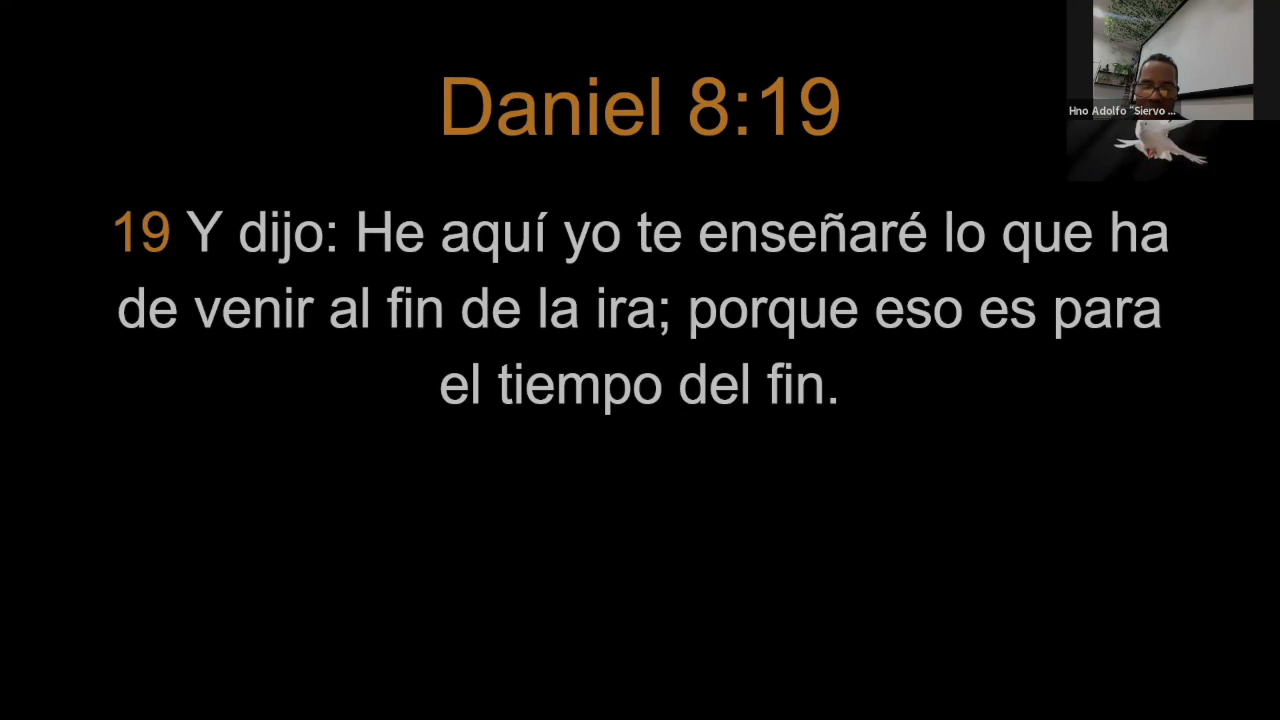 Daniel 8:19
Hno Adolfo "Siervo ...
19 Y dijo: He aquí yo te enseñaré lo que ha
de venir al fin de la ira; porque eso es para
el tiempo del fin.